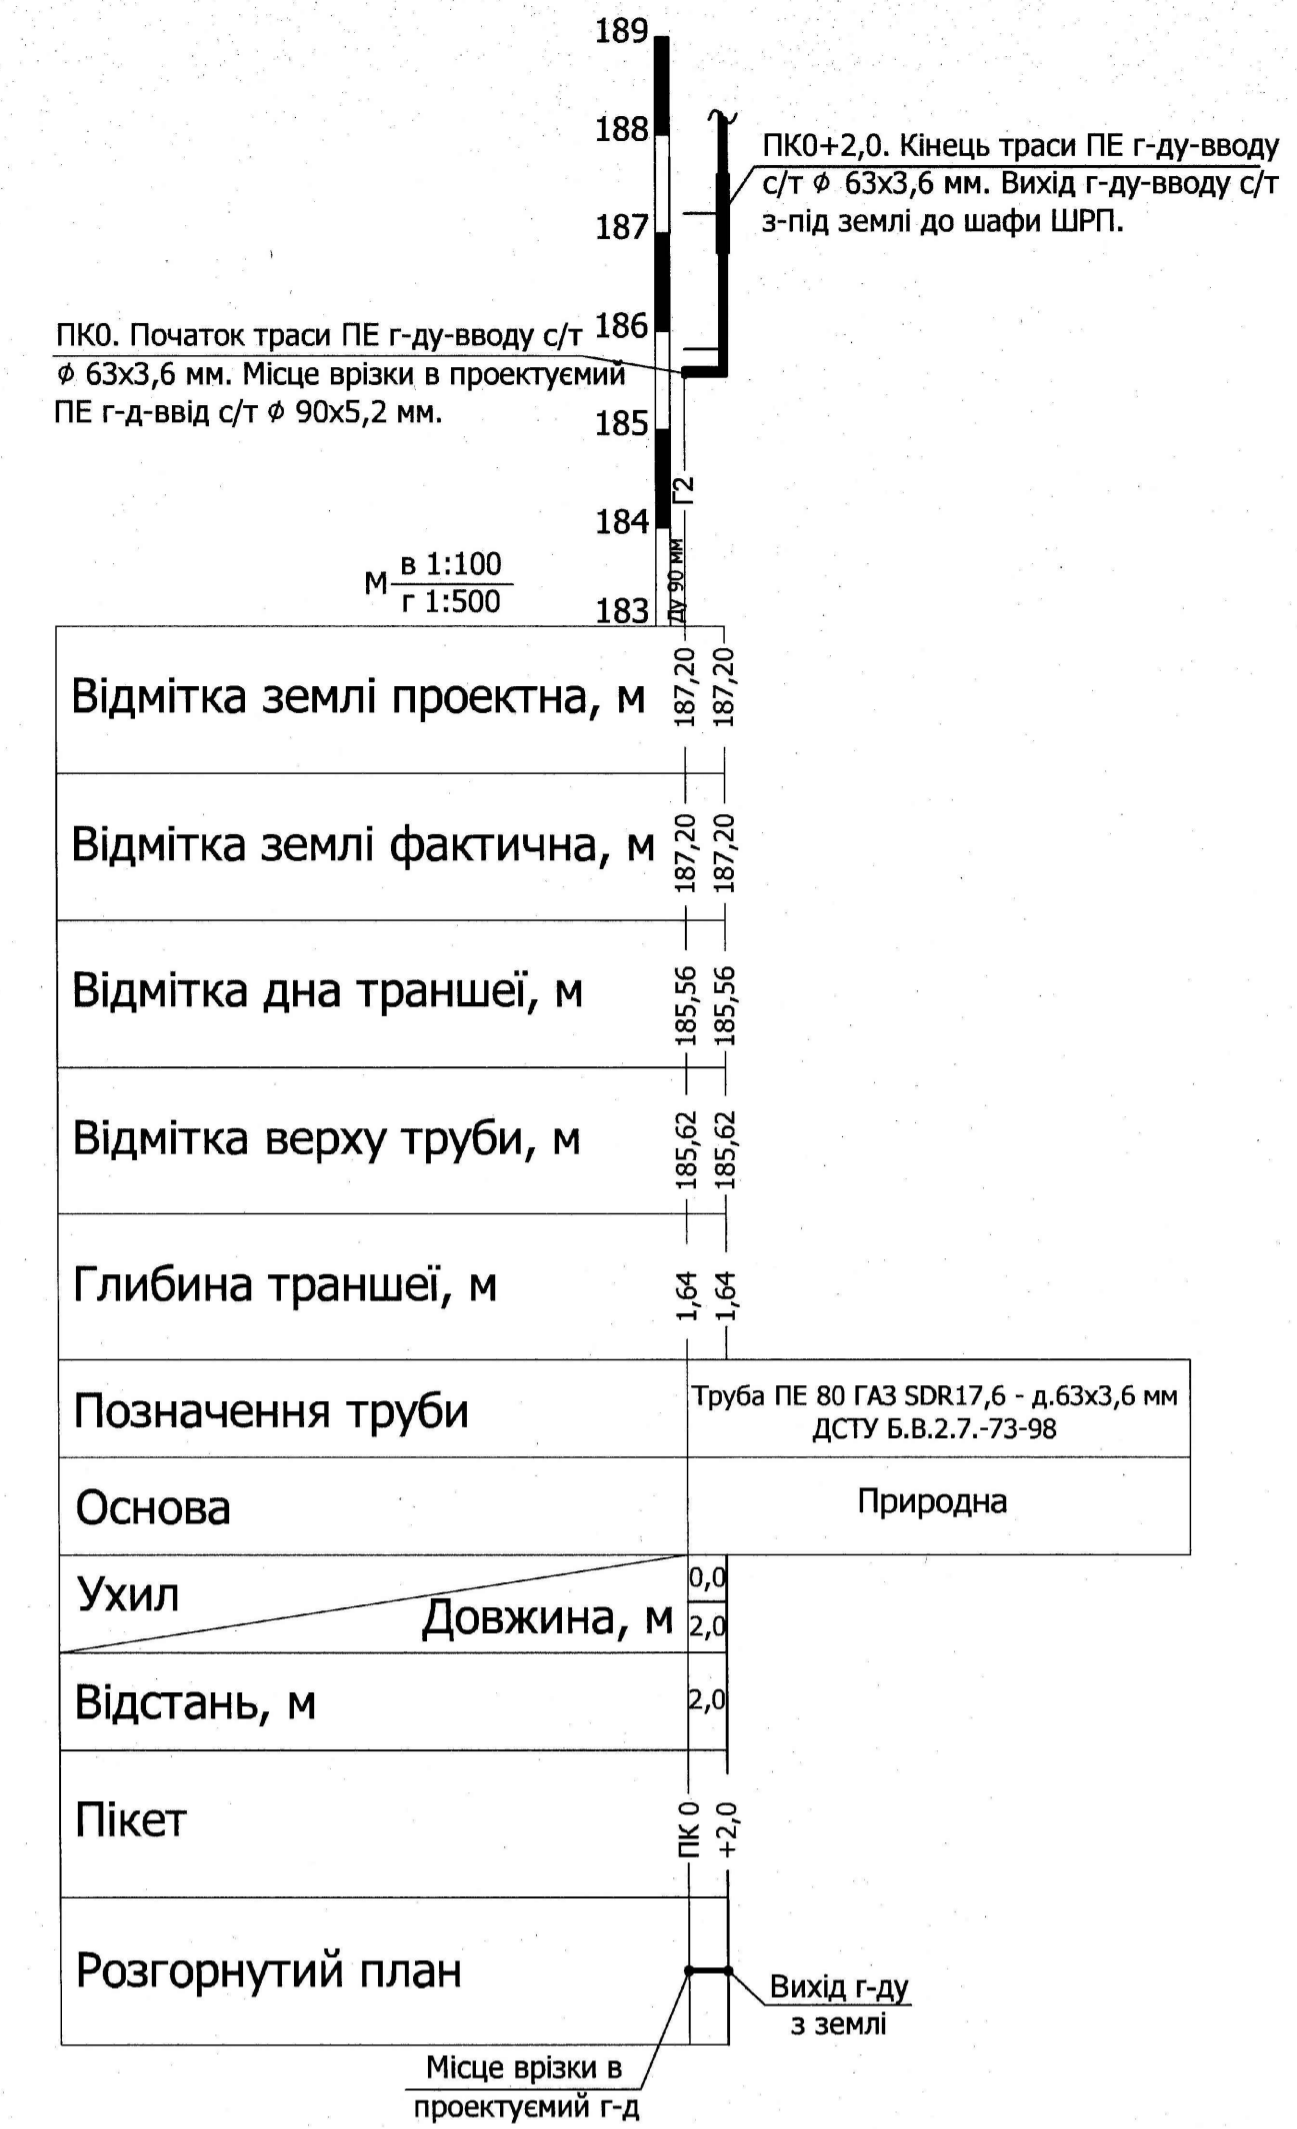 189
188
ПК0+2,0. Кінець траси ПЕ г-ду-вводу
с/т ф 63х3,6 мм. Вихід г-ду-вводу с/т
з-під землі до шафи ШРП.
187
186
ПК0. Початок траси ПЕ г-ду-вводу с/т
ф 63х3,6 мм. Місце врізки в проектуємий
ПЕ г-д-ввід с/т ф 90х5,2 мм.
185
Г2
184
Ду 90 мм
М в 1:100
г 1:500
183
Відмітка землі проектна, м 187,20 187,20
Відмітка землі фактична, м 187,20 187,20
Відмітка дна траншеї, м 185,56 185,56
Відмітка верху труби, м 185,62 185,62
Глибина траншеї, м 1,64 1,64
Позначення труби
Труба ПЕ 80 ГАЗ SDR17,6 - д.63х3,6 мм
ДСТУ Б.В.2.7.-73-98
Основа Природна
Ухил 0,0
Довжина, м 2,0
Відстань, м 2,0
Пікет ПК 0 +2,0
Розгорнутий план
Вихід г-ду
з землі
Місце врізки в
проектуємий г-д